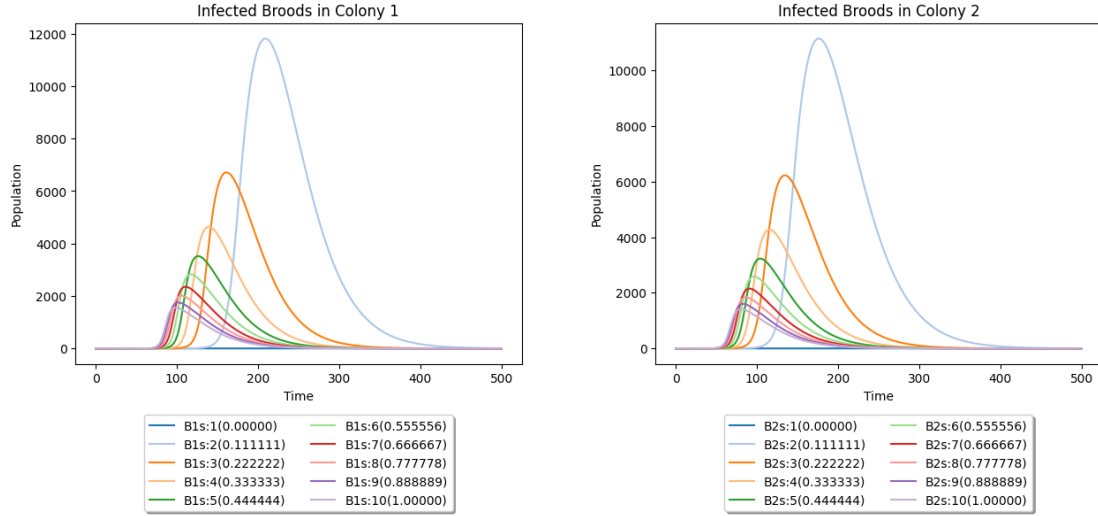 Infected Broods in Colony 1
Population
12000
10000
8000
6000
4000
2000
0
0 100 200 300 400 500
Time
B1s:1(0.00000)
B1s:2(0.111111)
B1s:3(0.222222)
B1s:4(0.333333)
B1s:5(0.444444)
B1s:6(0.555556)
B1s:7(0.666667)
B1s:8(0.777778)
B1s:9(0.888889)
B1s:10(1.00000)
Infected Broods in Colony 2
Population
10000
8000
6000
4000
2000
0
0 100 200 300 400 500
Time
B2s:1(0.00000)
B2s:2(0.111111)
B2s:3(0.222222)
B2s:4(0.333333)
B2s:5(0.444444)
B2s:6(0.555556)
B2s:7(0.666667)
B2s:8(0.777778)
B2s:9(0.888889)
B2s:10(1.00000)